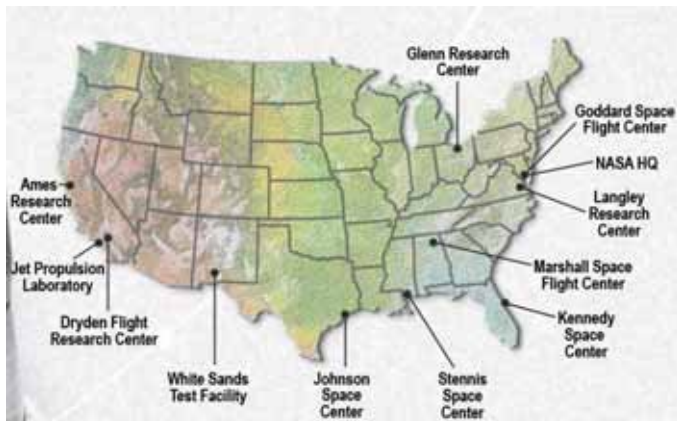 Glenn Research
Center
Goddard Space
Flight Center
NASA HQ
Ames
Research
Center
Langley
Research
Center
Jet Propulsion
Laboratory
Marshall Space
Flight Center
Dryden Flight
Research Center
Kennedy
Space
Center
White Sands
Test Facility
Johnson
Space
Center
Stennis
Space
Center